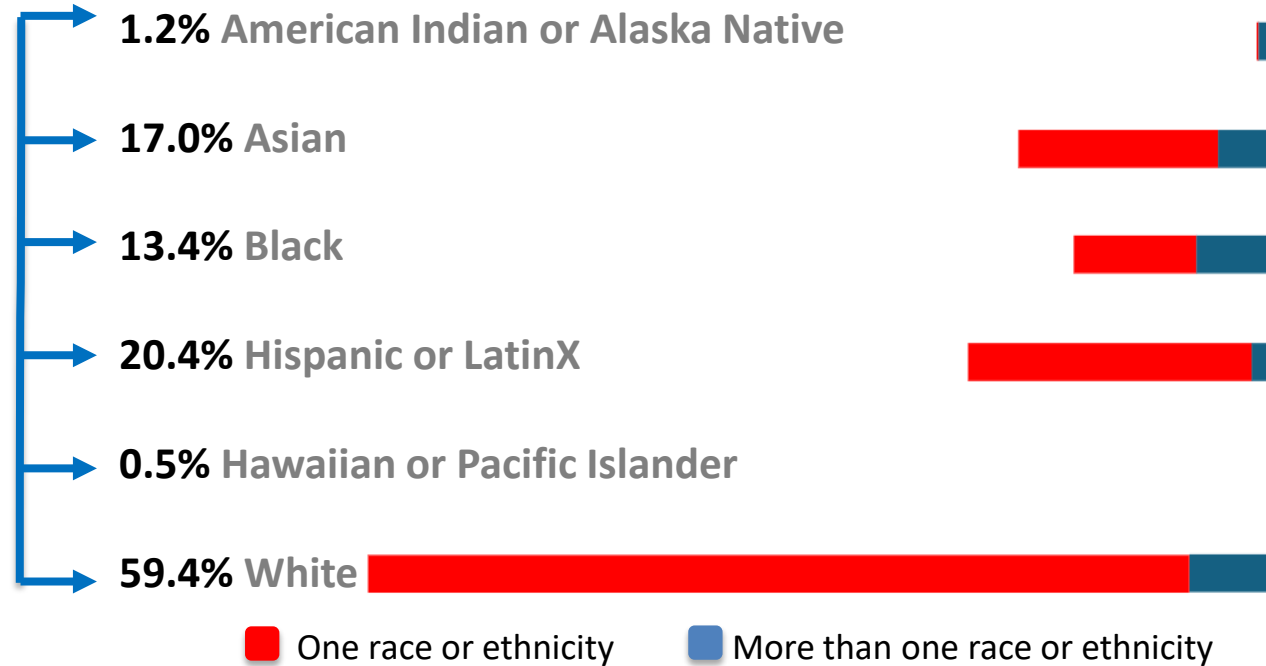 1.2% American Indian or Alaska Native
17.0% Asian
13.4% Black
20.4% Hispanic or LatinX
0.5% Hawaiian or Pacific Islander
59.4% White
One race or ethnicity More than one race or ethnicity